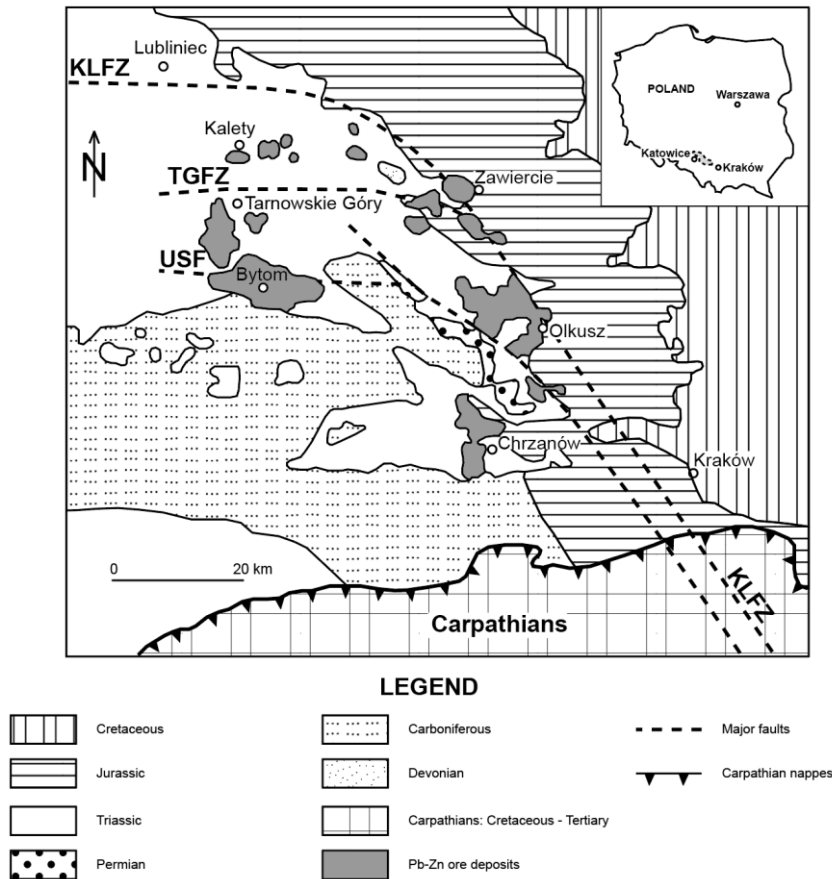 Lubliniec
KLFZ
POLAND
Warszawa
Katowice
Kraków
Kalety
N
TGFZ
Zawiercie
Tarnowskie Góry
USF
Bytom
Olkusz
Chrzanów
Kraków
0 20 km
KLFZ
Carpathians
LEGEND
Cretaceous
Jurassic
Triassic
Permian
Carboniferous
Devonian
Carpathians: Cretaceous - Tertiary
Pb-Zn ore deposits
Major faults
Carpathian nappes